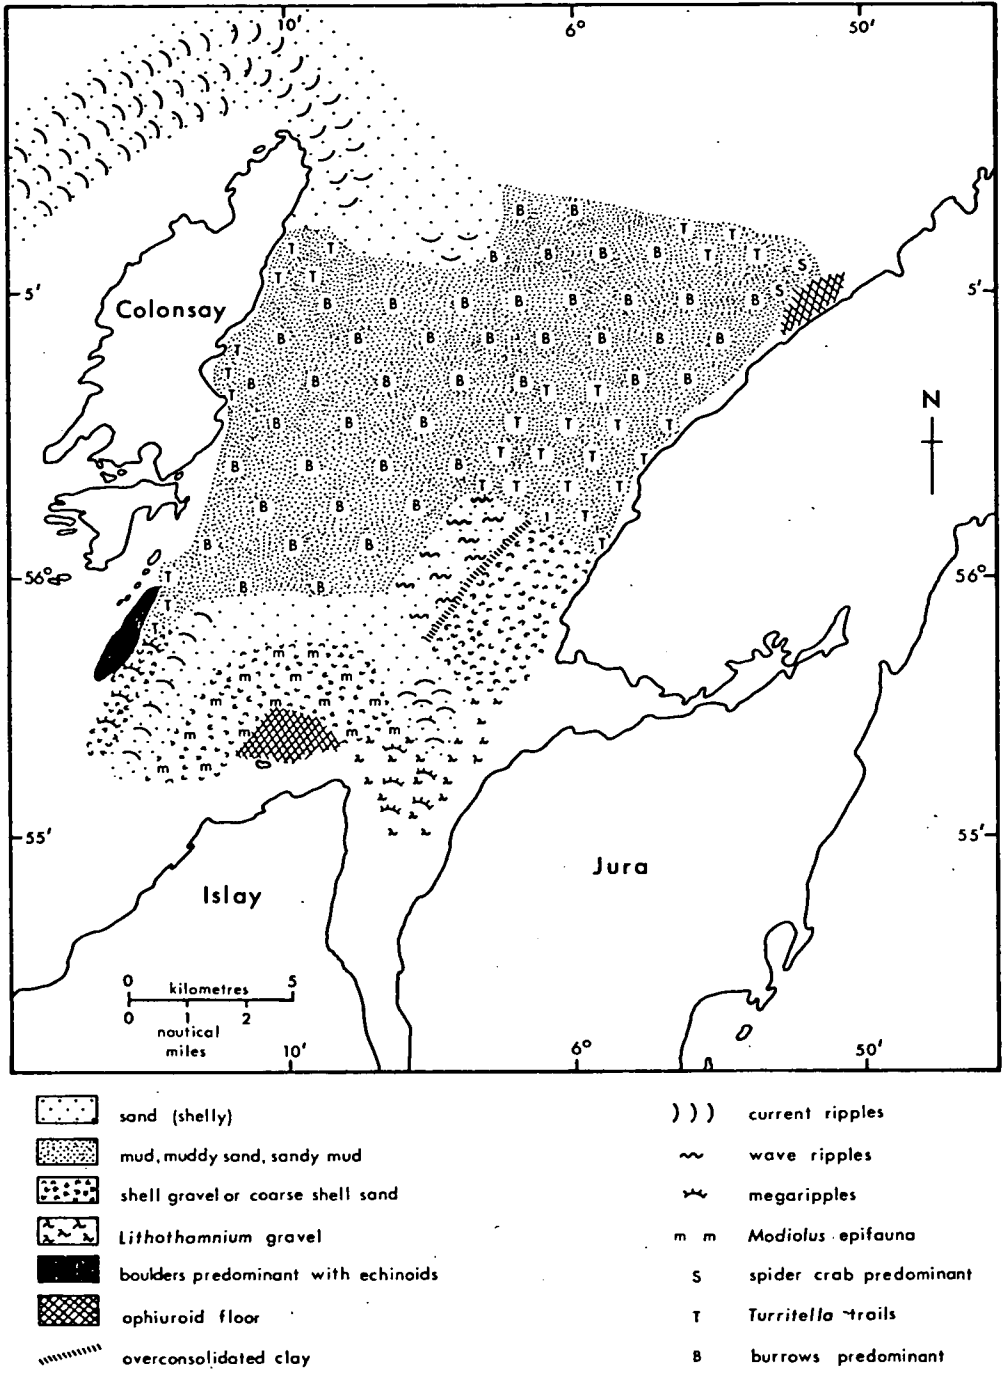 10′ 6° 50′
5′ 5′
Colonsay
N
56° 56°
55′ 55′
Jura
Islay
0 5
kilometres
0 1 2
nautical
miles
10′ 6° 50′
sand (shelly)
mud, muddy sand, sandy mud
shell gravel or coarse shell sand
Lithothamnium gravel
boulders predominant with echinoids
ophiuroid floor
overconsolidated clay
) ) ) current ripples
wave ripples
megaripples
m m Modiolus epifauna
S spider crab predominant
T Turritella trails
B burrows predominant